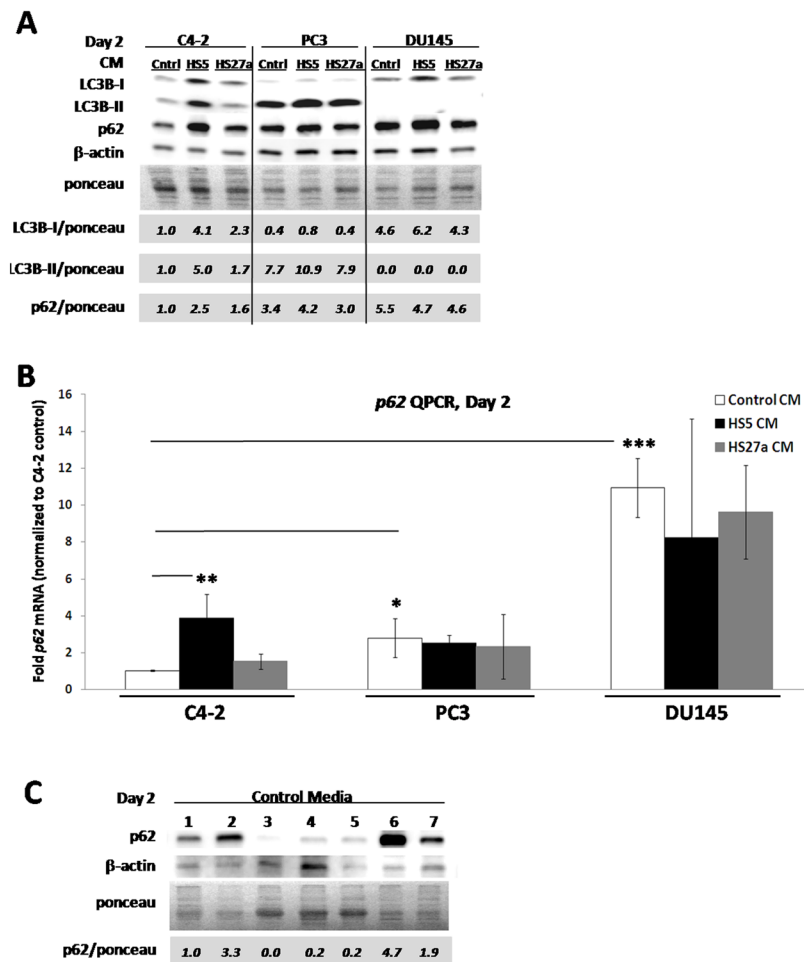 A
Day 2 C4-2 PC3 DU145
CM Cntrl HS5 HS27a Cntrl HS5 HS27a Cntrl HS5 HS27a
LC3B-I
LC3B-II
p62
β-actin
ponceau
LC3B-I/ponceau 1.0 4.1 2.3 0.4 0.8 0.4 4.6 6.2 4.3
LC3B-II/ponceau 1.0 5.0 1.7 7.7 10.9 7.9 0.0 0.0 0.0
p62/ponceau 1.0 2.5 1.6 3.4 4.2 3.0 5.5 4.7 4.6
B
p62 QPCR, Day 2
Fold p62 mRNA (normalized to C4-2 control)
16
14
12
10
8
6
4
2
0
Control CM
HS5 CM
HS27a CM
**
*
***
C4-2 PC3 DU145
C
Day 2 Control Media
1 2 3 4 5 6 7
p62
β-actin
ponceau
p62/ponceau 1.0 3.3 0.0 0.2 0.2 4.7 1.9